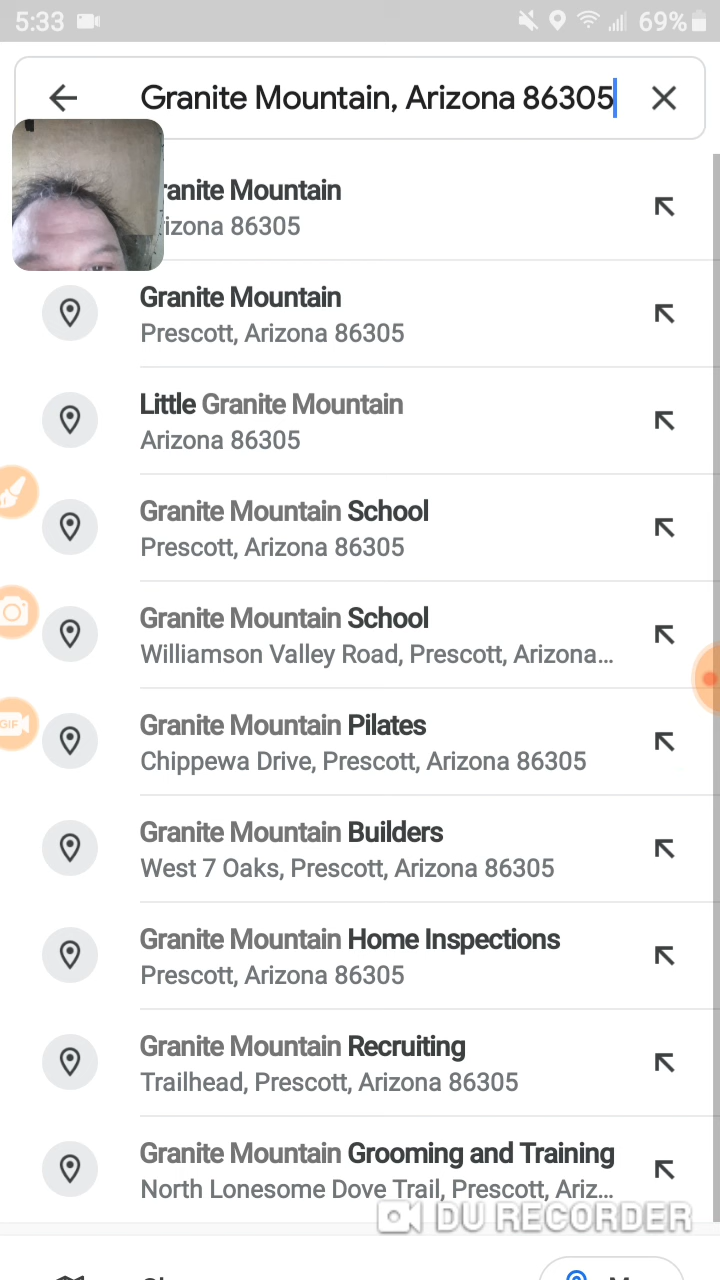 5:33 69%
Granite Mountain, Arizona 86305
ranite Mountain
rizona 86305
Granite Mountain
Prescott, Arizona 86305
Little Granite Mountain
Arizona 86305
Granite Mountain School
Prescott, Arizona 86305
Granite Mountain School
Williamson Valley Road, Prescott, Arizona...
Granite Mountain Pilates
Chippewa Drive, Prescott, Arizona 86305
GIF
Granite Mountain Builders
West 7 Oaks, Prescott, Arizona 86305
Granite Mountain Home Inspections
Prescott, Arizona 86305
Granite Mountain Recruiting
Trailhead, Prescott, Arizona 86305
Granite Mountain Grooming and Training
North Lonesome Dove Trail, Prescott, Ariz...
DU RECORDER